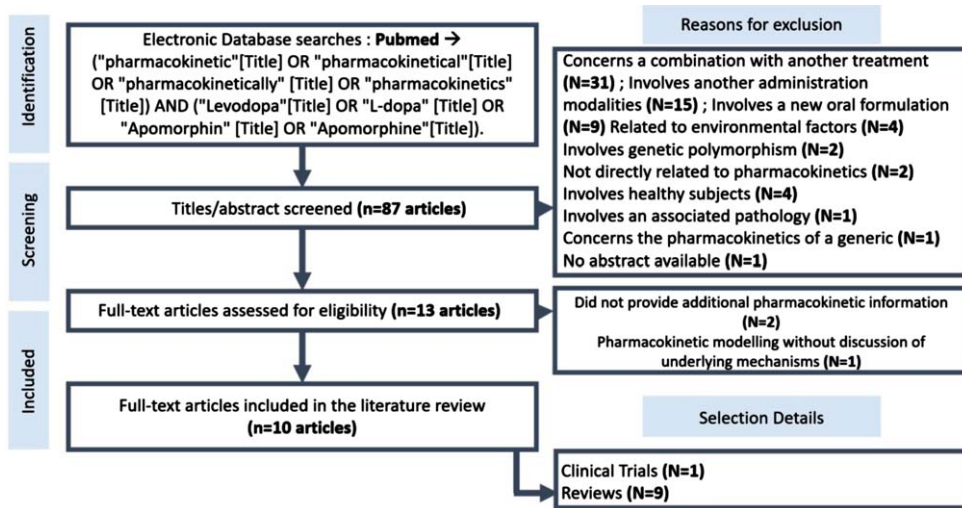 Identification
Electronic Database searches : Pubmed →
("pharmacokinetic"[Title] OR "pharmacokinetical"[Title]
OR "pharmacokinetically" [Title] OR "pharmacokinetics"
[Title]) AND ("Levodopa"[Title] OR "L-dopa" [Title] OR
"Apomorphin" [Title] OR "Apomorphine"[Title]).
Reasons for exclusion
Concerns a combination with another treatment
(N=31) ; Involves another administration
modalities (N=15) ; Involves a new oral formulation
(N=9) Related to environmental factors (N=4)
Involves genetic polymorphism (N=2)
Not directly related to pharmacokinetics (N=2)
Involves healthy subjects (N=4)
Involves an associated pathology (N=1)
Concerns the pharmacokinetics of a generic (N=1)
No abstract available (N=1)
Screening
Titles/abstract screened (n=87 articles)
Full-text articles assessed for eligibility (n=13 articles)
Did not provide additional pharmacokinetic information
(N=2)
Pharmacokinetic modelling without discussion of
underlying mechanisms (N=1)
Included
Full-text articles included in the literature review
(n=10 articles)
Selection Details
Clinical Trials (N=1)
Reviews (N=9)